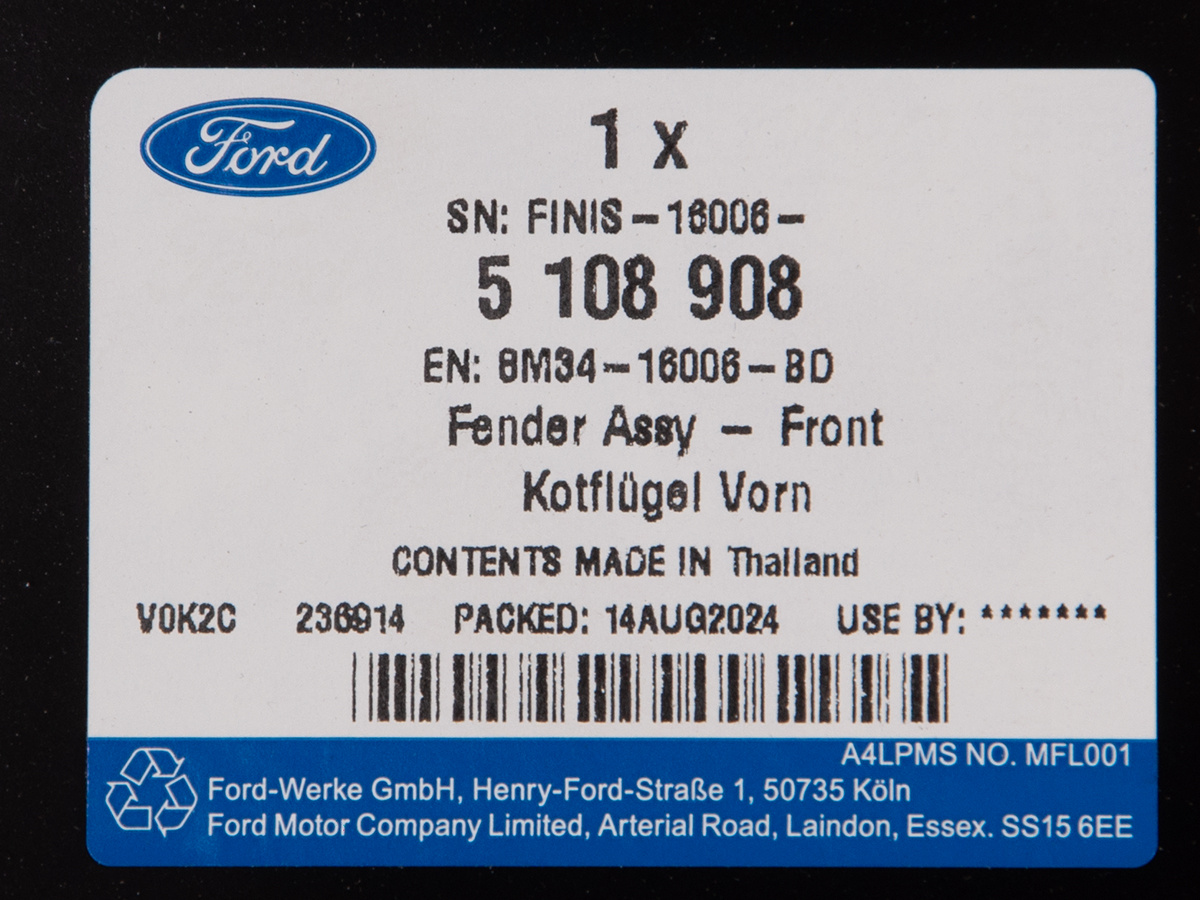 Ford
1 x
SN: FINIS-16006-
5 108 908
EN: 8M34-16006-BD
Fender Assy - Front
Kotflügel Vorn
CONTENTS MADE IN Thailand
V0K2C 236914 PACKED: 14AUG2024 USE BY: *******
A4LPMS NO. MFL001
Ford-Werke GmbH, Henry-Ford-Straße 1, 50735 Köln
Ford Motor Company Limited, Arterial Road, Laindon, Essex. SS15 6EE